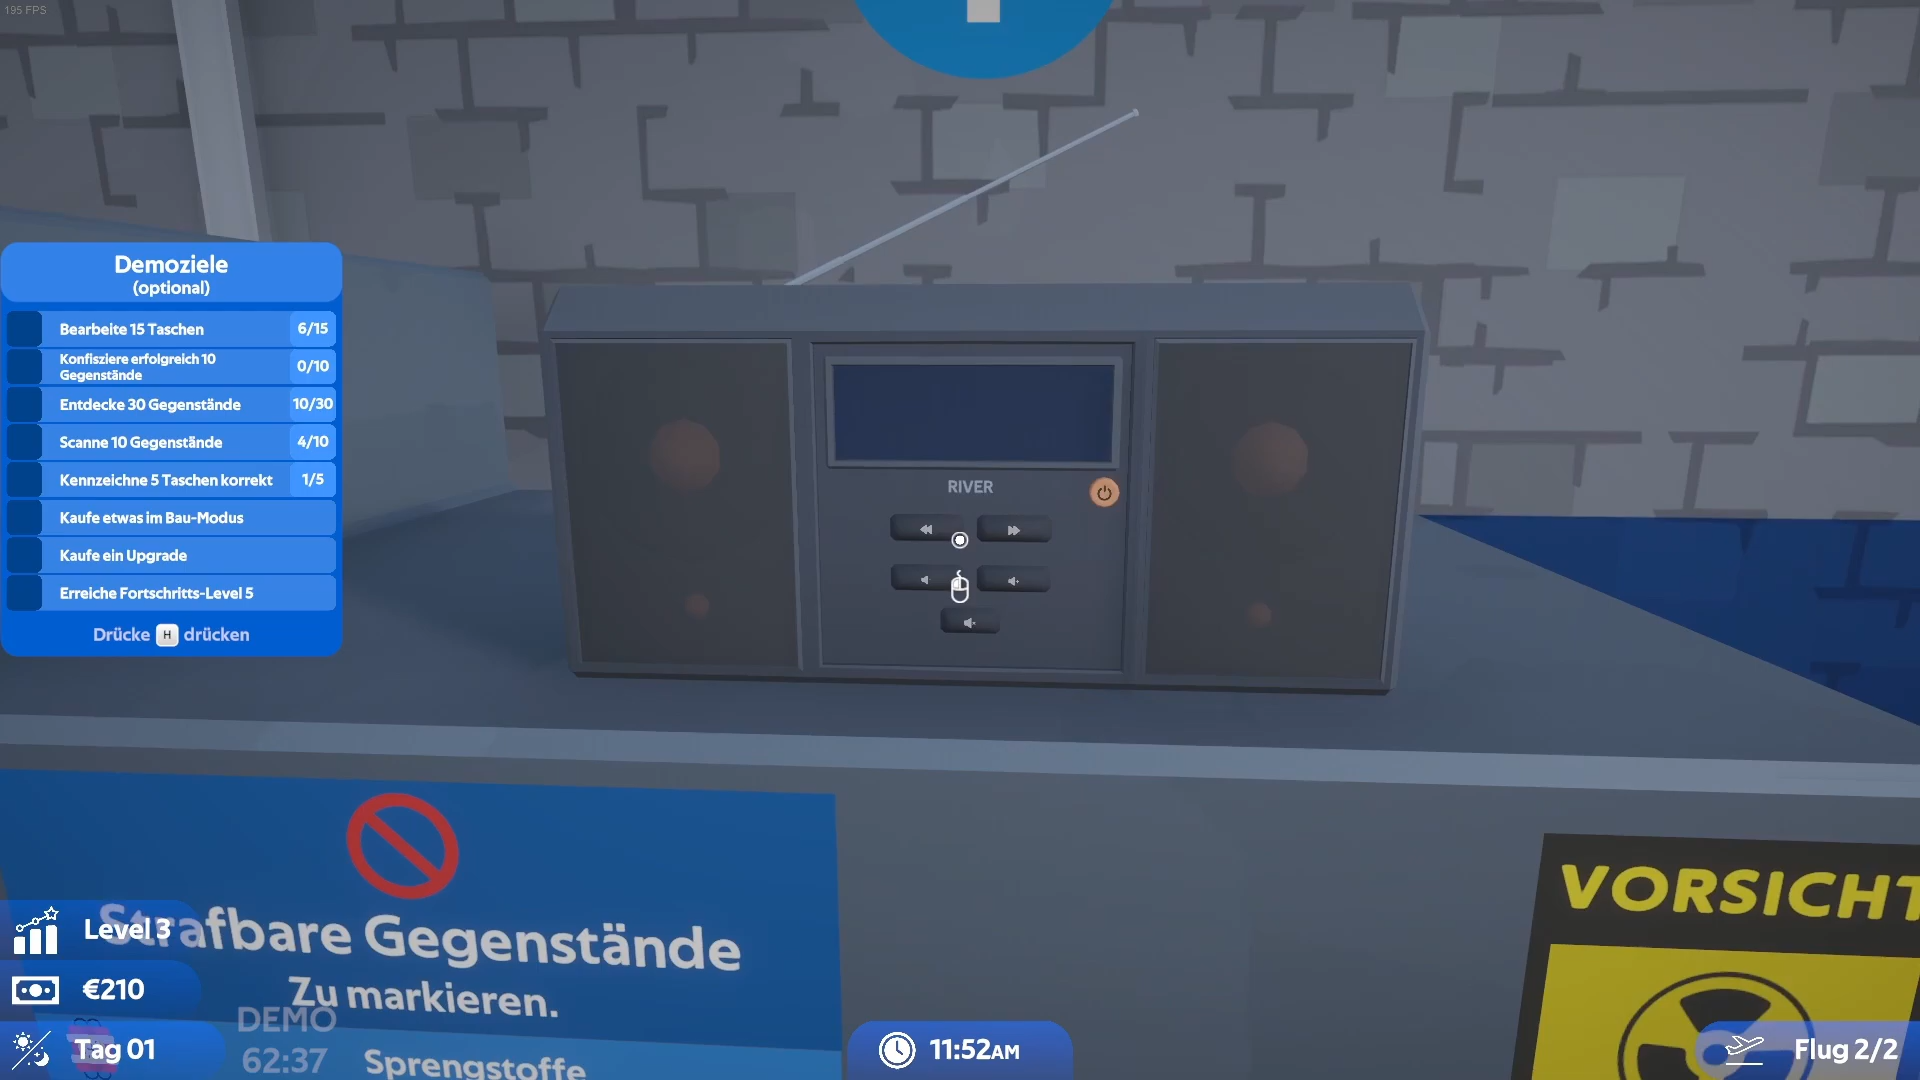 195 FPS
Demoziele
(optional)
Bearbeite 15 Taschen 6/15
Konfisziere erfolgreich 10
Gegenstände 0/10
Entdecke 30 Gegenstände 10/30
Scanne 10 Gegenstände 4/10
Kennzeichne 5 Taschen korrekt 1/5
Kaufe etwas im Bau-Modus
Kaufe ein Upgrade
Erreiche Fortschritts-Level 5
Drücke H drücken
RIVER
Strafbare Gegenstände
Zu markieren.
Sprengstoffe
VORSICHT
Level 3
€210
Tag 01
DEMO
62:37
11:52AM
Flug 2/2